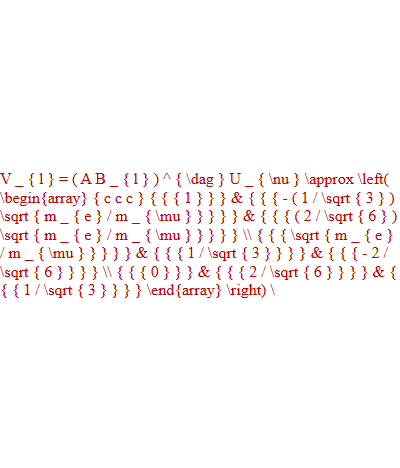 V _ { 1 } = ( A B _ { 1 } ) ^ { \dag } U _ { \nu } \approx \left(
\begin{array} { c c c } { { { 1 } } } & { { { - ( 1 / \sqrt { 3 } )
\sqrt { m _ { e } / m _ { \mu } } } } } & { { { ( 2 / \sqrt { 6 } )
\sqrt { m _ { e } / m _ { \mu } } } } } \\ { { { \sqrt { m _ { e }
/ m _ { \mu } } } } } & { { { 1 / \sqrt { 3 } } } } & { { { - 2 /
\sqrt { 6 } } } } \\ { { { 0 } } } & { { { 2 / \sqrt { 6 } } } } & {
{ { 1 / \sqrt { 3 } } } } \end{array} \right) \